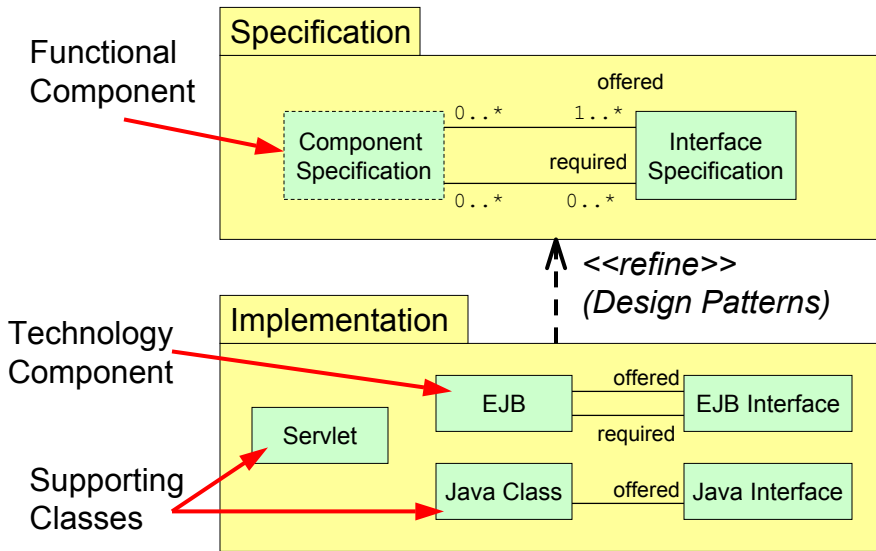 Specification
Functional
Component
offered
0..* 1..*
Component
Specification
Interface
Specification
required
0..* 0..*
<<refine>>
(Design Patterns)
Implementation
Technology
Component
offered
EJB
EJB Interface
required
Servlet
Supporting
Classes
Java Class
offered
Java Interface